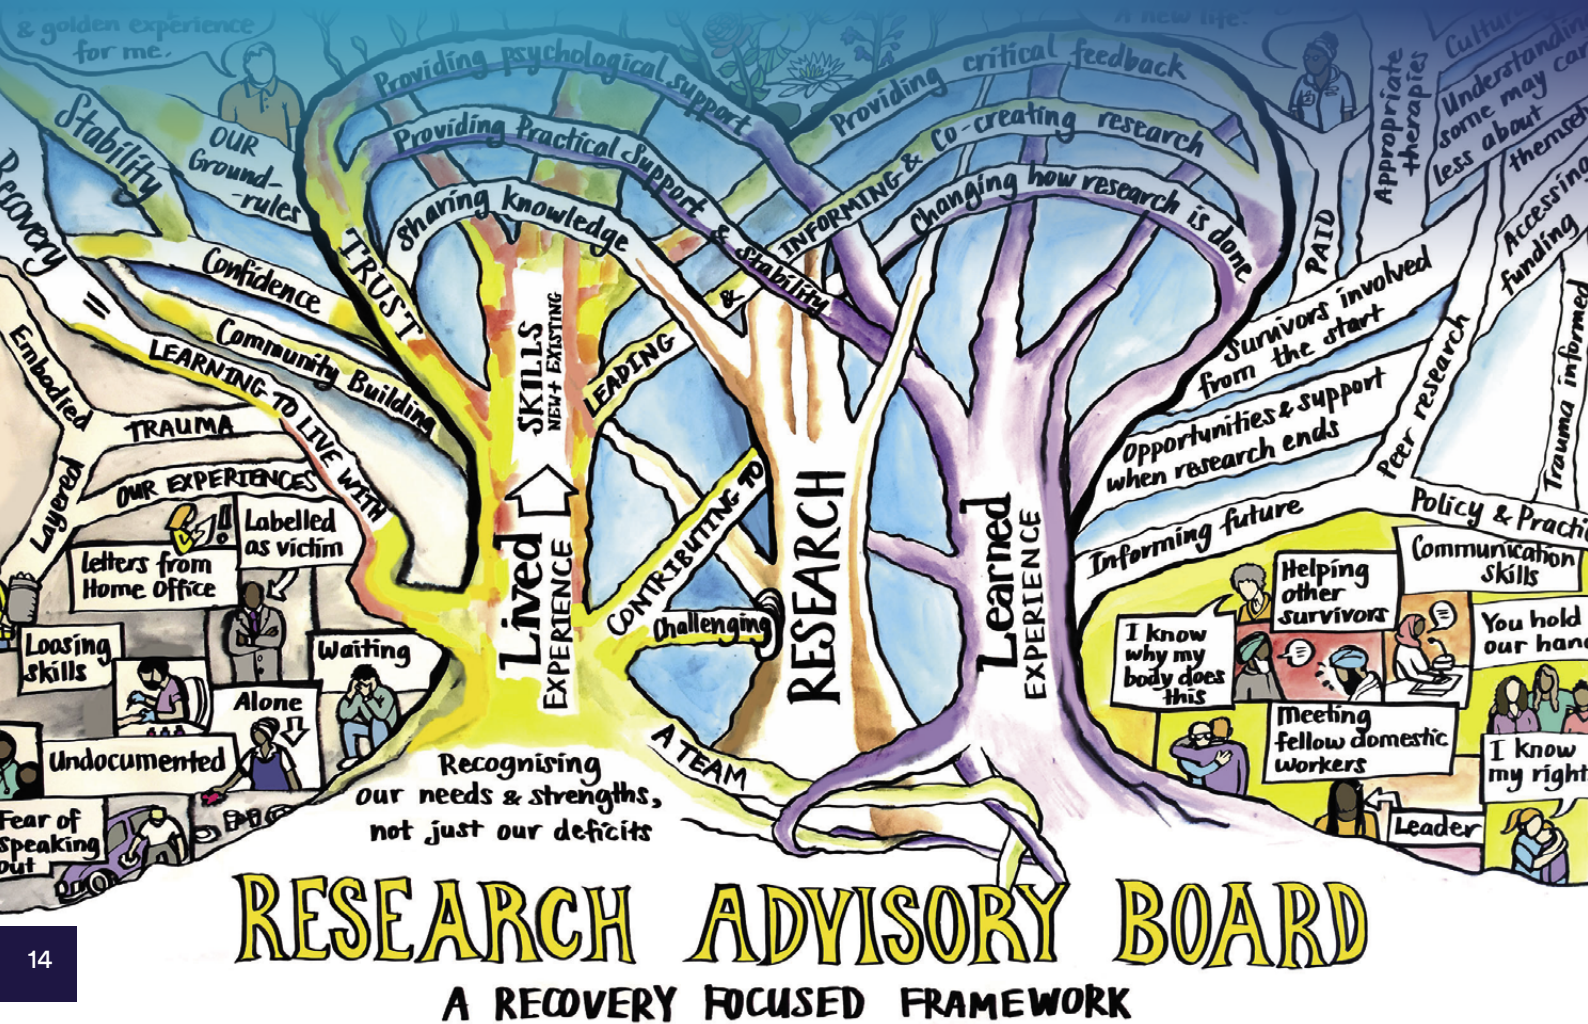 & golden experience
for me.
A new life.
Recovery
=
LEARNING TO LIVE WITH
Stability
OUR
Ground-
-rules
Confidence
Community Building
Embodied
Layered
TRAUMA
OUR EXPERIENCES
Labelled
as victim
Letters from
Home Office
Loosing
skills
Waiting
Alone
Undocumented
Fear of
speaking
out
TRUST
Providing psychological support
Providing Practical Support & Stability
Sharing knowledge
Providing critical feedback
INFORMING & Co-creating research
Changing how research is done
SKILLS
NEW + EXISTING
Lived
EXPERIENCE
LEADING &
CONTRIBUTING TO
Challenging
RESEARCH
Learned
EXPERIENCE
A TEAM
Recognising
our needs & strengths,
not just our deficits
PAID
Appropriate
therapies
Understanding
some may car
less about
themse
Accessing
funding
Trauma informed
Survivors involved
from the start
Opportunities & support
when research ends
Peer research
Informing future
Policy & Practi
Communication
skills
Helping
other
survivors
I know
why my
body does
this
You hold
our han
Meeting
fellow domestic
workers
I know
my right
Leader
RESEARCH ADVISORY BOARD
A RECOVERY FOCUSED FRAMEWORK
14